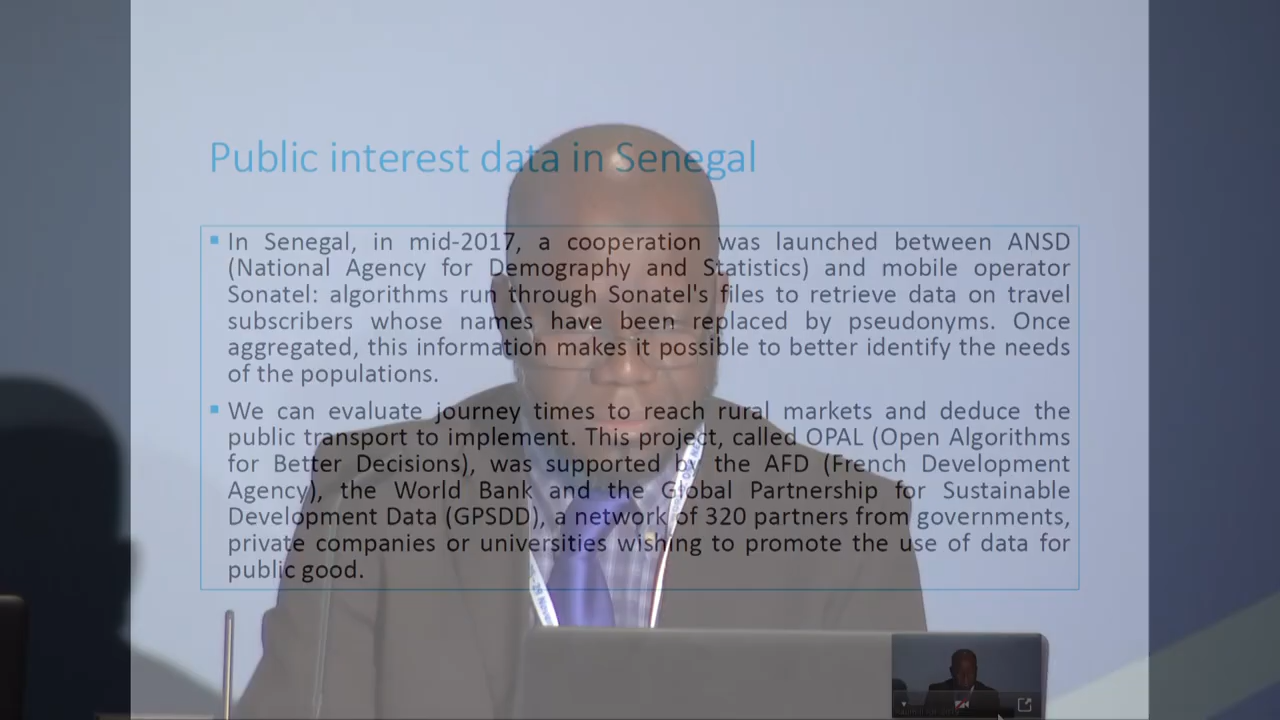 Public interest data in Senegal
▪ In Senegal, in mid-2017, a cooperation was launched between ANSD
(National Agency for Demography and Statistics) and mobile operator
Sonatel: algorithms run through Sonatel's files to retrieve data on travel
subscribers whose names have been replaced by pseudonyms. Once
aggregated, this information makes it possible to better identify the needs
of the populations.
▪ We can evaluate journey times to reach rural markets and deduce the
public transport to implement. This project, called OPAL (Open Algorithms
for Better Decisions), was supported by the AFD (French Development
Agency), the World Bank and the Global Partnership for Sustainable
Development Data (GPSDD), a network of 320 partners from governments,
private companies or universities wishing to promote the use of data for
public good.